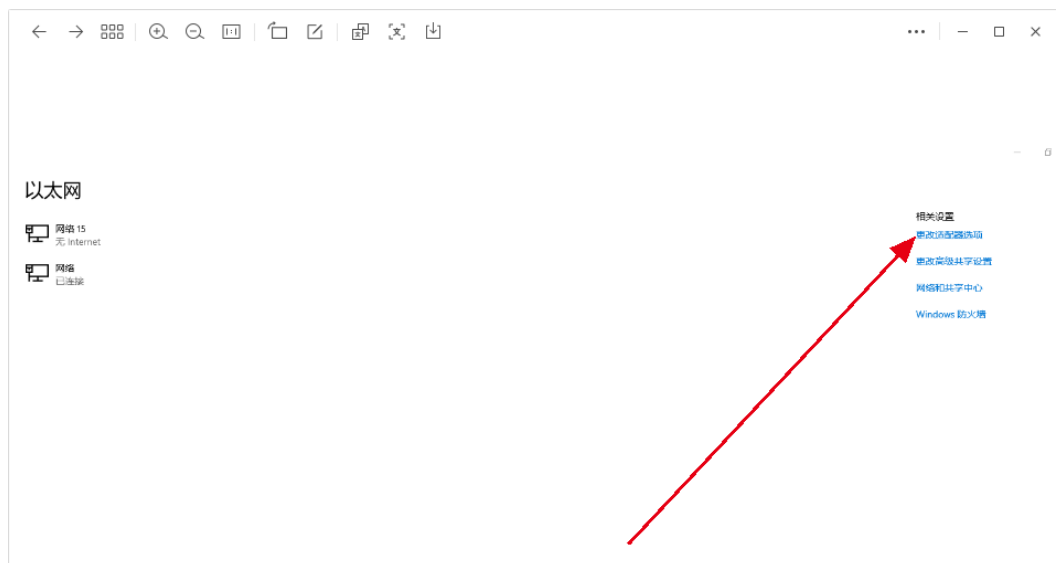 以太网
网络 15
无 Internet
网络
已连接
相关设置
更改适配器选项
更改高级共享设置
网络和共享中心
Windows 防火墙